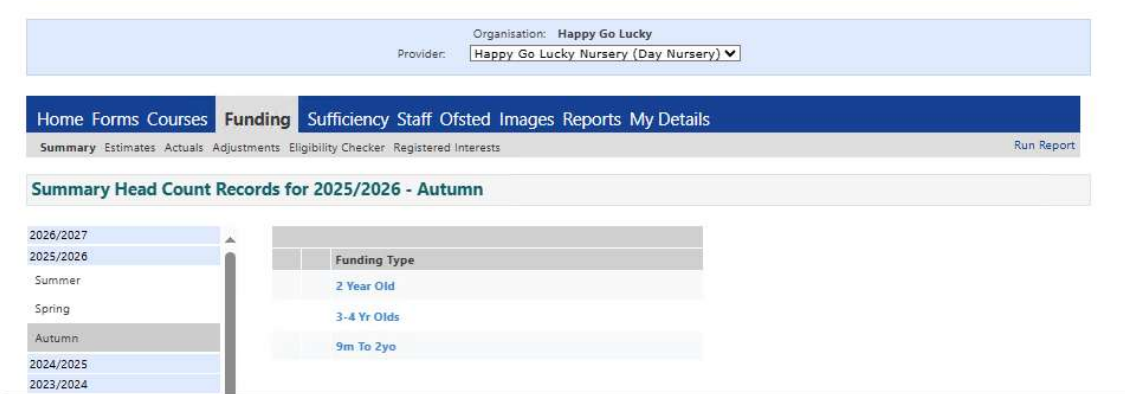 Organisation: Happy Go Lucky
Provider: Happy Go Lucky Nursery (Day Nursery)
Home Forms Courses Funding Sufficiency Staff Ofsted Images Reports My Details
Summary Estimates Actuals Adjustments Eligibility Checker Registered Interests Run Report
Summary Head Count Records for 2025/2026 - Autumn
2026/2027
2025/2026
Summer
Spring
Autumn
2024/2025
2023/2024
Funding Type
2 Year Old
3-4 Yr Olds
9m To 2yo